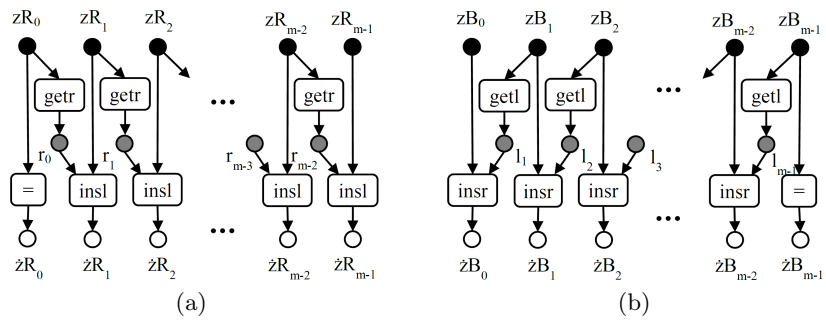 zR₀ zR₁ zR₂ zRₘ₋₂ zRₘ₋₁ zB₀ zB₁ zB₂ zBₘ₋₂ zBₘ₋₁
getr getr ... getr getl getl ... getl
r₀ r₁ rₘ₋₃ rₘ₋₂ l₁ l₂ l₃ lₘ₋₁
= insl insl insl insl insr insr insr insr =
... ...
żR₀ żR₁ żR₂ żRₘ₋₂ żRₘ₋₁ żB₀ żB₁ żB₂ żBₘ₋₂ żBₘ₋₁
(a) (b)